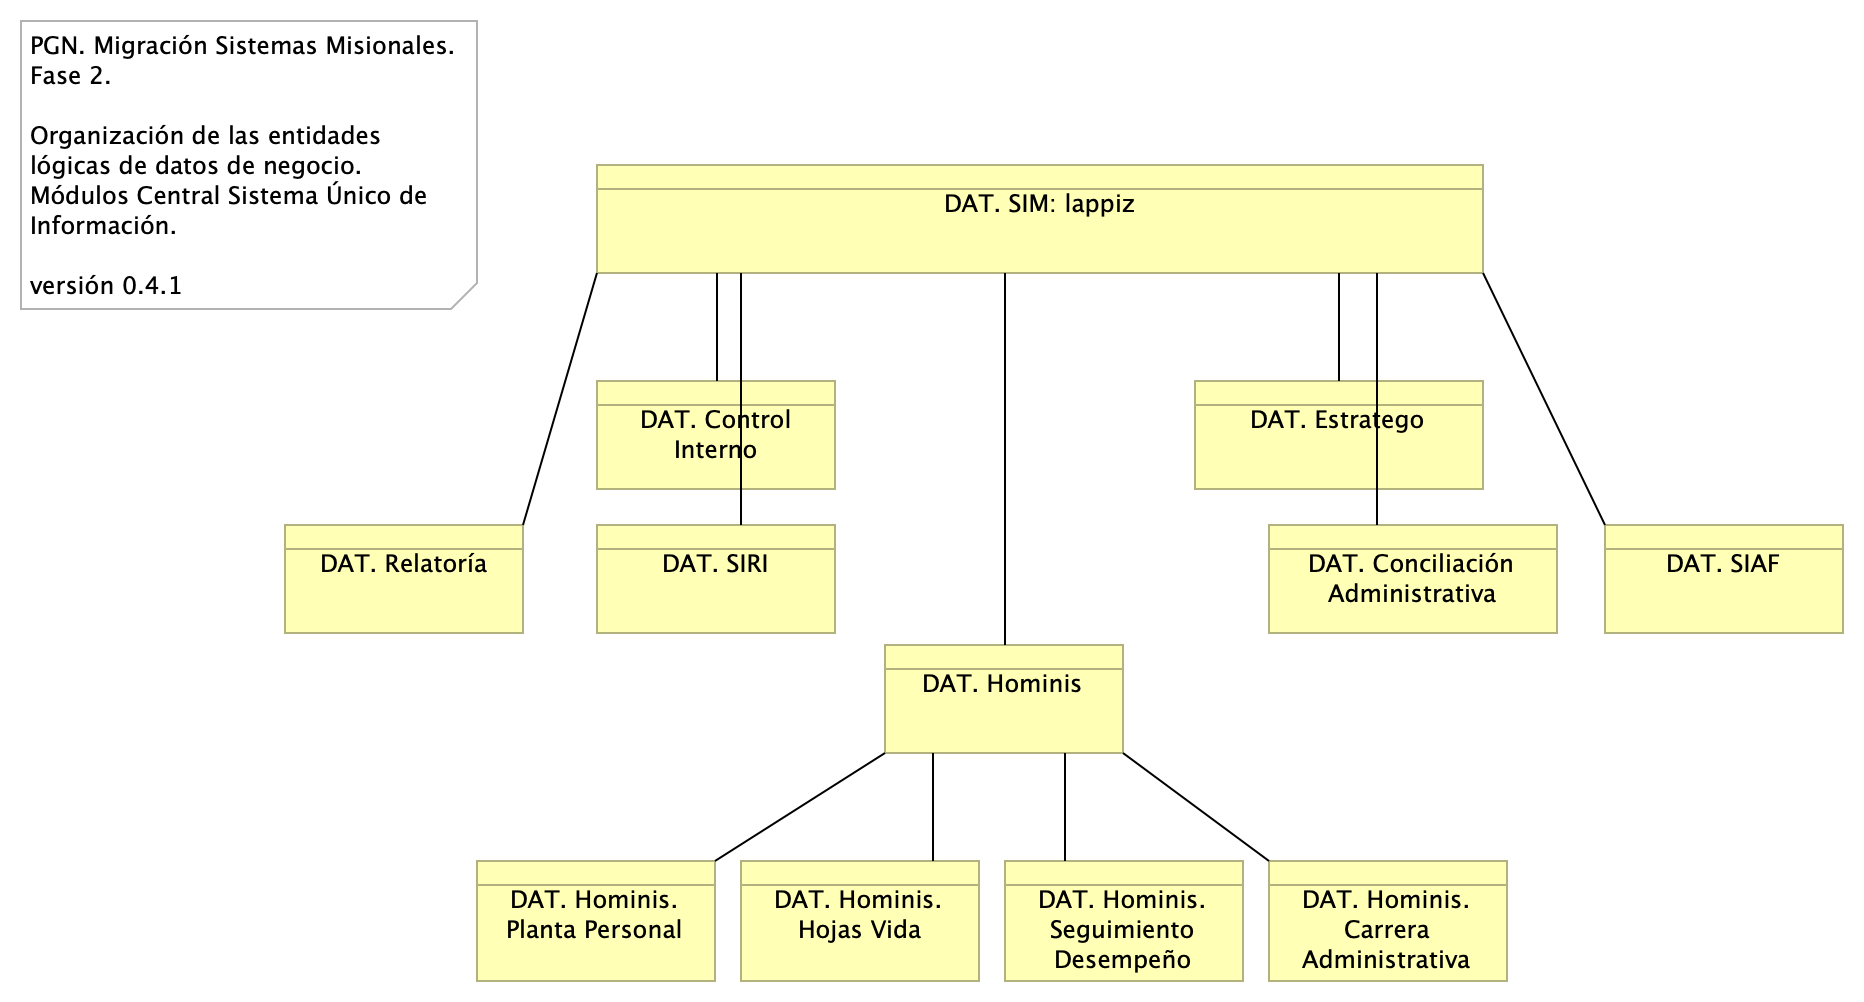 PGN. Migración Sistemas Misionales.
Fase 2.
Organización de las entidades
lógicas de datos de negocio.
Módulos Central Sistema Único de
Información.
versión 0.4.1
DAT. SIM: lappiz
DAT. Control
Interno
DAT. Estratego
DAT. Relatoría
DAT. SIRI
DAT. Conciliación
Administrativa
DAT. SIAF
DAT. Hominis
DAT. Hominis.
Planta Personal
DAT. Hominis.
Hojas Vida
DAT. Hominis.
Seguimiento
Desempeño
DAT. Hominis.
Carrera
Administrativa